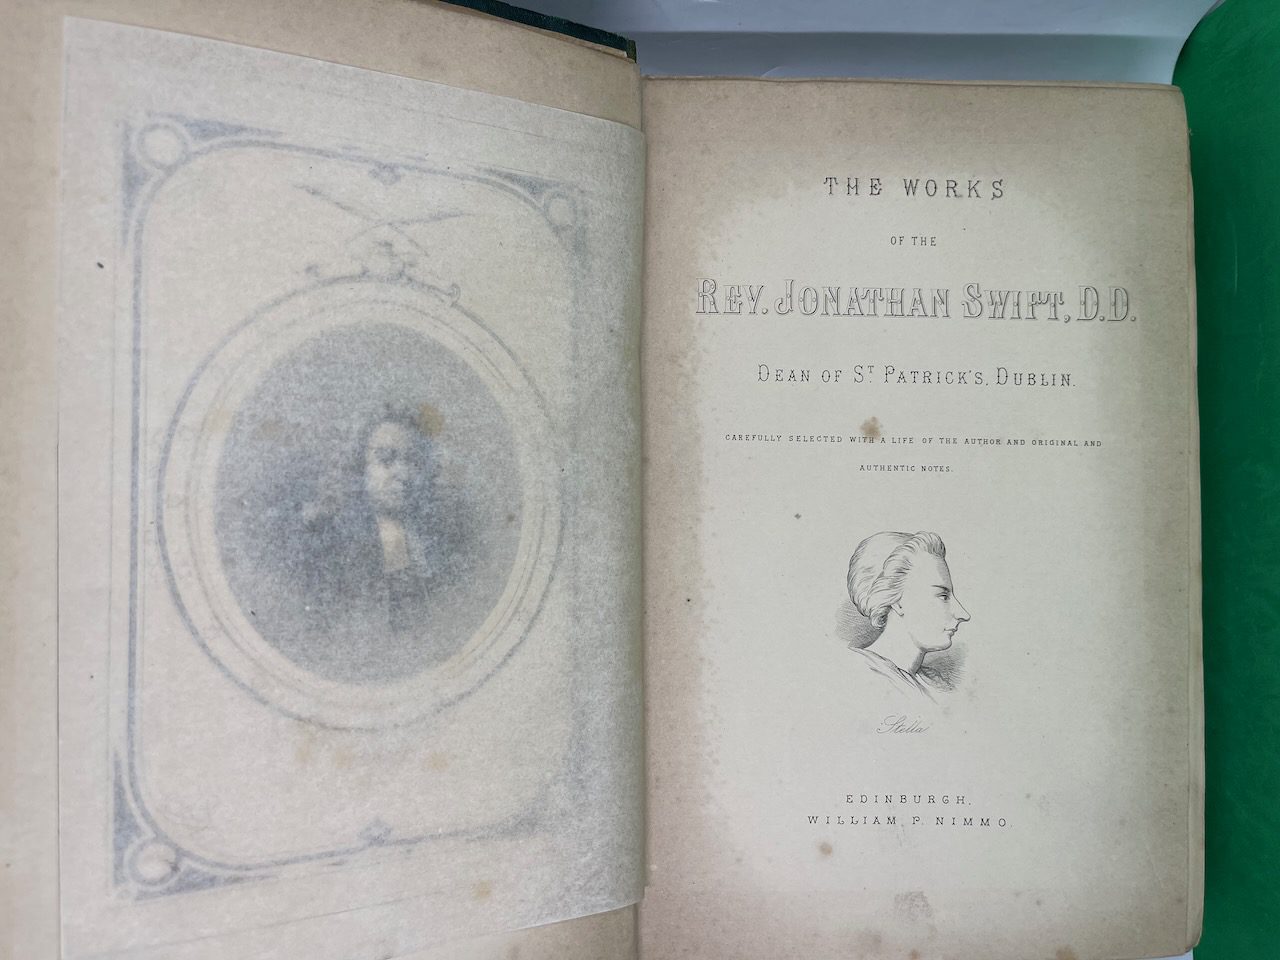 THE WORKS
OF THE
REV. JONATHAN SWIFT, D.D.
DEAN OF ST PATRICK'S, DUBLIN.
CAREFULLY SELECTED WITH A LIFE OF THE AUTHOR AND ORIGINAL AND
AUTHENTIC NOTES.
Stella
EDINBURGH.
WILLIAM P. NIMMO.